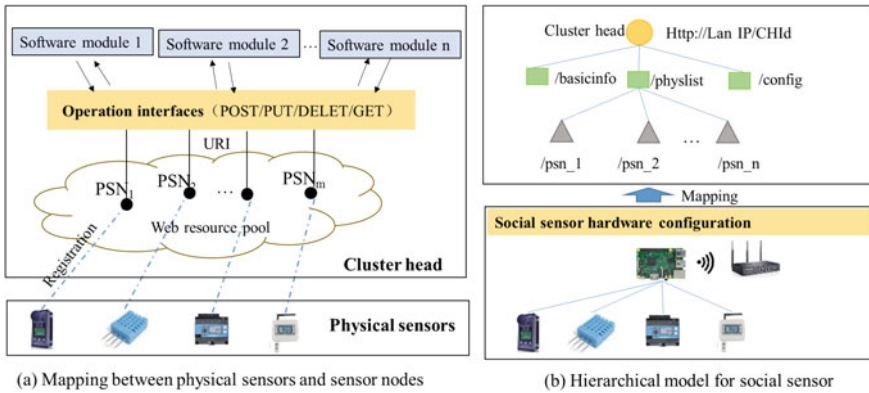 Software module 1
Software module 2
...
Software module n
Operation interfaces（POST/PUT/DELET/GET）
URI
PSN1
PSN2
...
PSNm
Web resource pool
Registration
Cluster head
Physical sensors
(a) Mapping between physical sensors and sensor nodes
Cluster head
Http://Lan IP/CHId
/basicinfo
/physlist
/config
...
/psn_1
/psn_2
/psn_n
Mapping
Social sensor hardware configuration
(b) Hierarchical model for social sensor